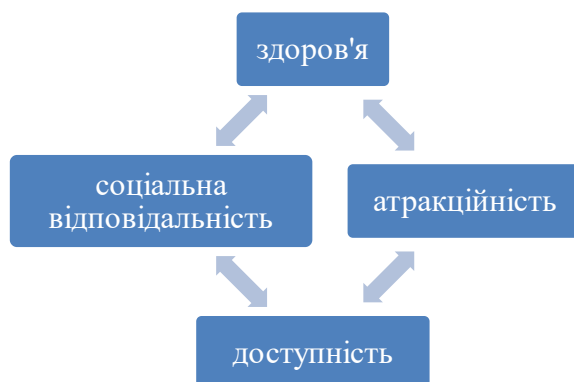 здоров'я
соціальна
відповідальність
атракційність
доступність